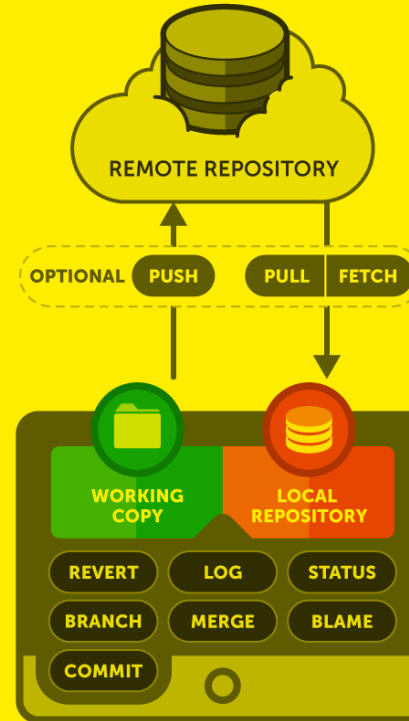 REMOTE REPOSITORY
OPTIONAL PUSH PULL FETCH
WORKING COPY
LOCAL REPOSITORY
REVERT LOG STATUS
BRANCH MERGE BLAME
COMMIT